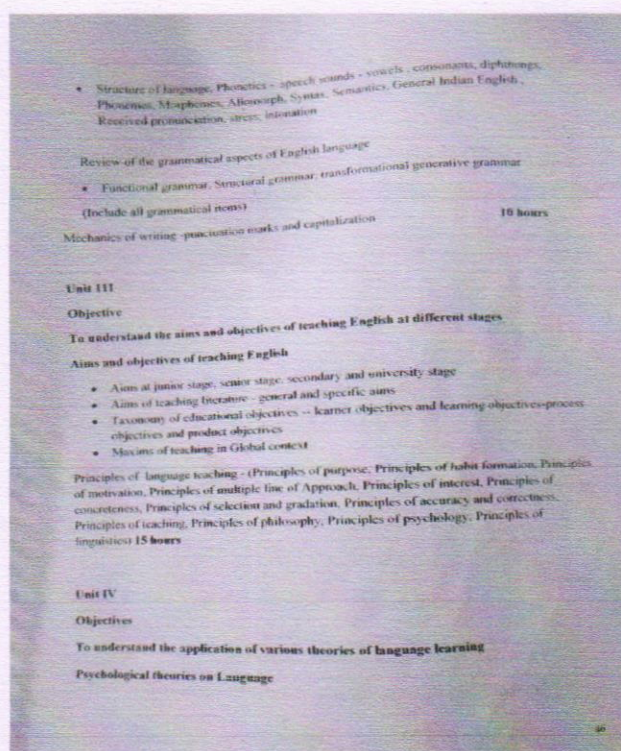 • Structure of language, Phonetics - speech sounds - vowels , consonants, diphthongs,
Phonemes, Morphemes, Allomorph, Syntax, Semantics, General Indian English ,
Received pronunciation, stress, intonation
Review of the grammatical aspects of English language
• Functional grammar, Structural grammar, transformational generative grammar
(Include all grammatical items)
Mechanics of writing -punctuation marks and capitalization 10 hours
Unit III
Objective
To understand the aims and objectives of teaching English at different stages
Aims and objectives of teaching English
• Aims at junior stage, senior stage, secondary and university stage
• Aims of teaching literature - general and specific aims
• Taxonomy of educational objectives -- learner objectives and learning objectives-process
objectives and product objectives
• Maxims of teaching in Global context
Principles of language teaching - (Principles of purpose, Principles of habit formation, Principles
of motivation, Principles of multiple line of Approach, Principles of interest, Principles of
concreteness, Principles of selection and gradation, Principles of accuracy and correctness,
Principles of teaching, Principles of philosophy, Principles of psychology, Principles of
linguistics) 15 hours
Unit IV
Objectives
To understand the application of various theories of language learning
Psychological theories on Language